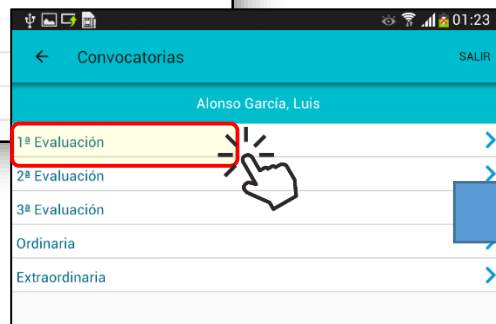 01:23
Convocatorias SALIR
Alonso García, Luis
1ª Evaluación
2ª Evaluación
3ª Evaluación
Ordinaria
Extraordinaria